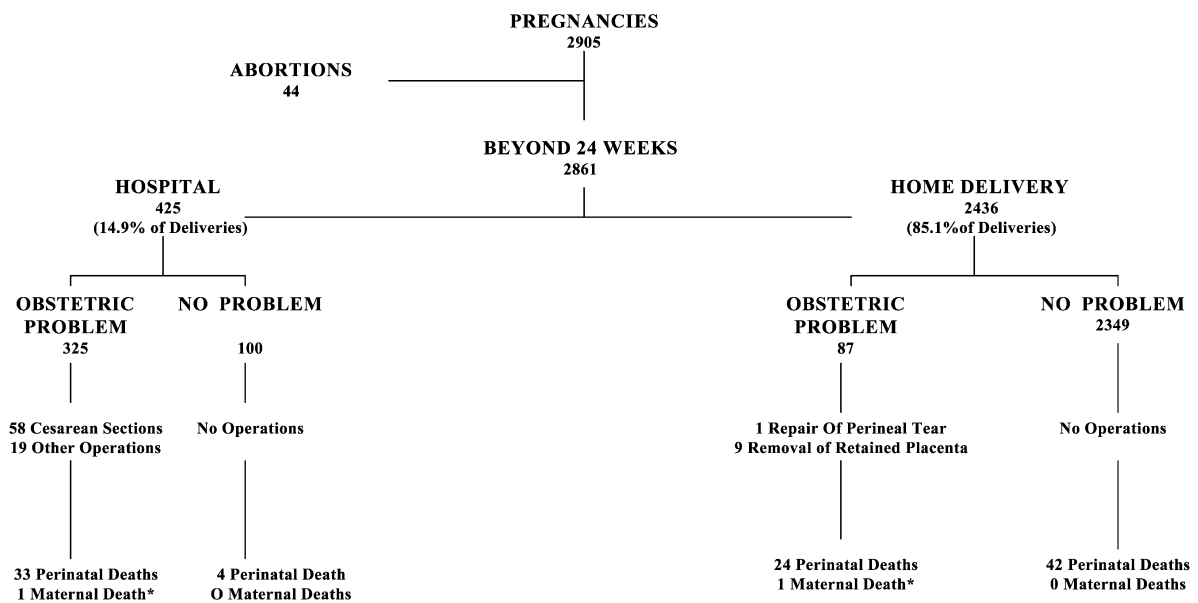 PREGNANCIES
2905
ABORTIONS
44
BEYOND 24 WEEKS
2861
HOSPITAL
425
(14.9% of Deliveries)
HOME DELIVERY
2436
(85.1%of Deliveries)
OBSTETRIC
PROBLEM
325
NO PROBLEM
100
OBSTETRIC
PROBLEM
87
NO PROBLEM
2349
58 Cesarean Sections
19 Other Operations
No Operations
1 Repair Of Perineal Tear
9 Removal of Retained Placenta
No Operations
33 Perinatal Deaths
1 Maternal Death*
4 Perinatal Death
O Maternal Deaths
24 Perinatal Deaths
1 Maternal Death*
42 Perinatal Deaths
0 Maternal Deaths